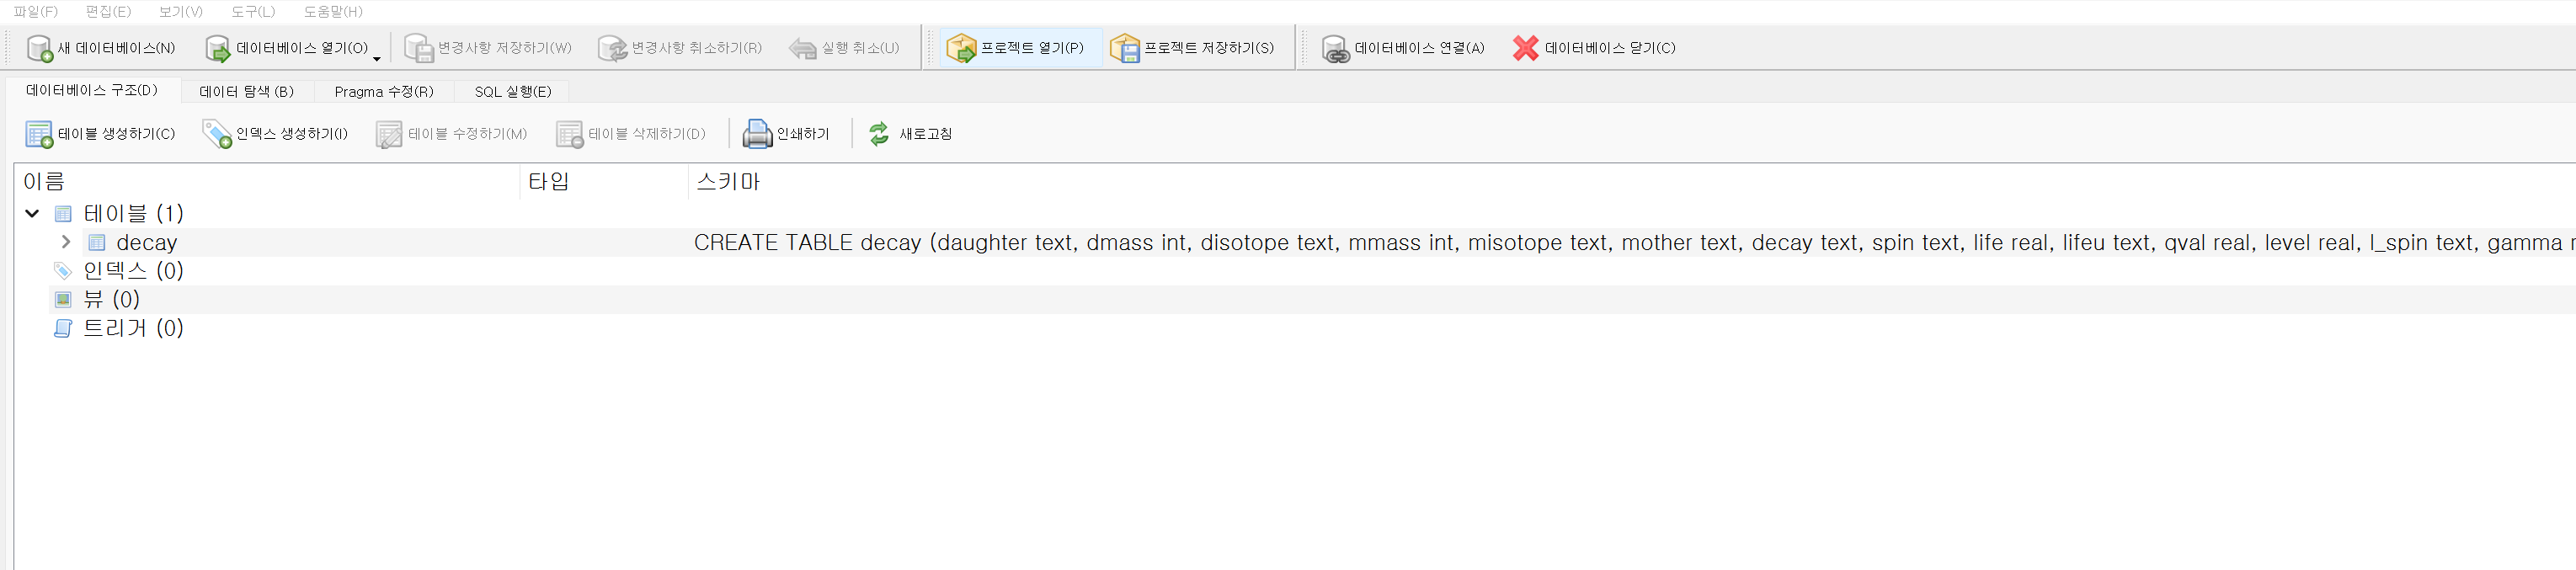 파일(F) 편집(E) 보기(V) 도구(L) 도움말(H)
새 데이터베이스(N) 데이터베이스 열기(O) 변경사항 저장하기(W) 변경사항 취소하기(R) 실행 취소(U) 프로젝트 열기(P) 프로젝트 저장하기(S) 데이터베이스 연결(A) 데이터베이스 닫기(C)
데이터베이스 구조(D) 데이터 탐색 (B) Pragma 수정(R) SQL 실행(E)
테이블 생성하기(C) 인덱스 생성하기(I) 테이블 수정하기(M) 테이블 삭제하기(D) 인쇄하기 새로고침
이름 타입 스키마
테이블 (1)
decay CREATE TABLE decay (daughter text, dmass int, disotope text, mmass int, misotope text, mother text, decay text, spin text, life real, lifeu text, qval real, level real, l_spin text, gamma
인덱스 (0)
뷰 (0)
트리거 (0)